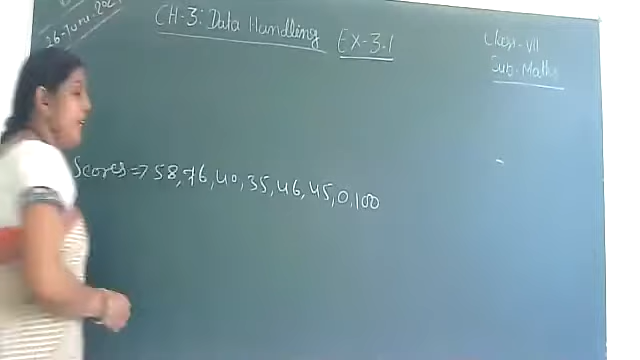 26-June-202
CH-3: Data Handling
EX-3.1
Class-VII
Sub-Maths
Scores => 58, 76, 40, 35, 46, 45, 0, 100